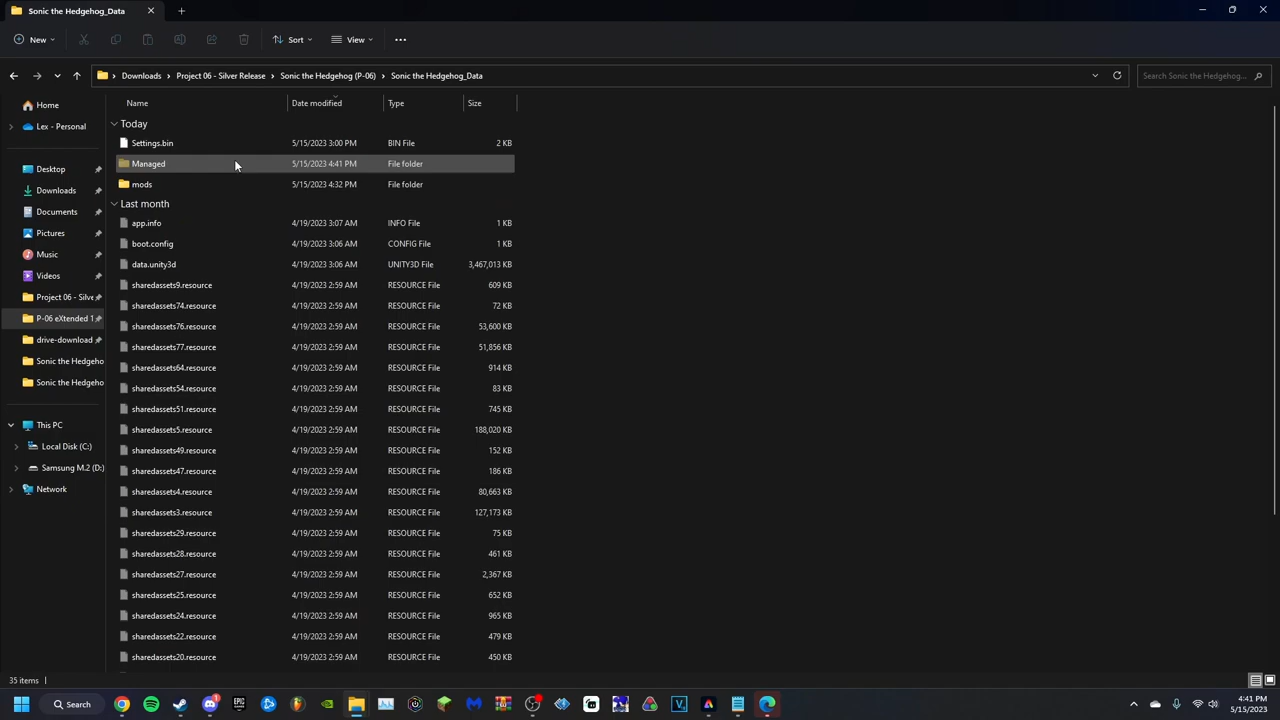 Sonic the Hedgehog_Data
New
Sort
View
Downloads > Project 06 - Silver Release > Sonic the Hedgehog (P-06) > Sonic the Hedgehog_Data
Search Sonic the Hedgehog...
Name Date modified Type Size
Home
Lex - Personal
Desktop
Downloads
Documents
Pictures
Music
Videos
Project 06 - Silve
P-06 eXtended 1
drive-download
Sonic the Hedgeho
Sonic the Hedgeho
This PC
Local Disk (C:)
Samsung M.2 (D:)
Network
Today
Settings.bin 5/15/2023 3:00 PM BIN File 2 KB
Managed 5/15/2023 4:41 PM File folder
mods 5/15/2023 4:32 PM File folder
Last month
app.info 4/19/2023 3:07 AM INFO File 1 KB
boot.config 4/19/2023 3:06 AM CONFIG File 1 KB
data.unity3d 4/19/2023 3:06 AM UNITY3D File 3,467,013 KB
sharedassets9.resource 4/19/2023 2:59 AM RESOURCE File 609 KB
sharedassets74.resource 4/19/2023 2:59 AM RESOURCE File 72 KB
sharedassets76.resource 4/19/2023 2:59 AM RESOURCE File 53,600 KB
sharedassets77.resource 4/19/2023 2:59 AM RESOURCE File 51,856 KB
sharedassets64.resource 4/19/2023 2:59 AM RESOURCE File 914 KB
sharedassets54.resource 4/19/2023 2:59 AM RESOURCE File 83 KB
sharedassets51.resource 4/19/2023 2:59 AM RESOURCE File 745 KB
sharedassets5.resource 4/19/2023 2:59 AM RESOURCE File 188,020 KB
sharedassets49.resource 4/19/2023 2:59 AM RESOURCE File 152 KB
sharedassets47.resource 4/19/2023 2:59 AM RESOURCE File 186 KB
sharedassets4.resource 4/19/2023 2:59 AM RESOURCE File 80,663 KB
sharedassets3.resource 4/19/2023 2:59 AM RESOURCE File 127,173 KB
sharedassets29.resource 4/19/2023 2:59 AM RESOURCE File 75 KB
sharedassets28.resource 4/19/2023 2:59 AM RESOURCE File 461 KB
sharedassets27.resource 4/19/2023 2:59 AM RESOURCE File 2,367 KB
sharedassets25.resource 4/19/2023 2:59 AM RESOURCE File 652 KB
sharedassets24.resource 4/19/2023 2:59 AM RESOURCE File 965 KB
sharedassets22.resource 4/19/2023 2:59 AM RESOURCE File 479 KB
sharedassets20.resource 4/19/2023 2:59 AM RESOURCE File 450 KB
35 items
Search
4:41 PM
5/15/2023